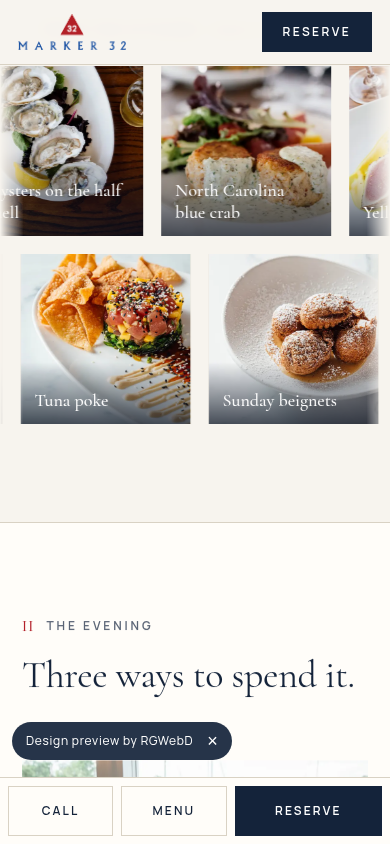 32
MARKER 32
RESERVE
ysters on the half
ell
North Carolina
blue crab
Yell
Tuna poke
Sunday beignets
II THE EVENING
Three ways to spend it.
Design preview by RGWebD ✕
CALL
MENU
RESERVE